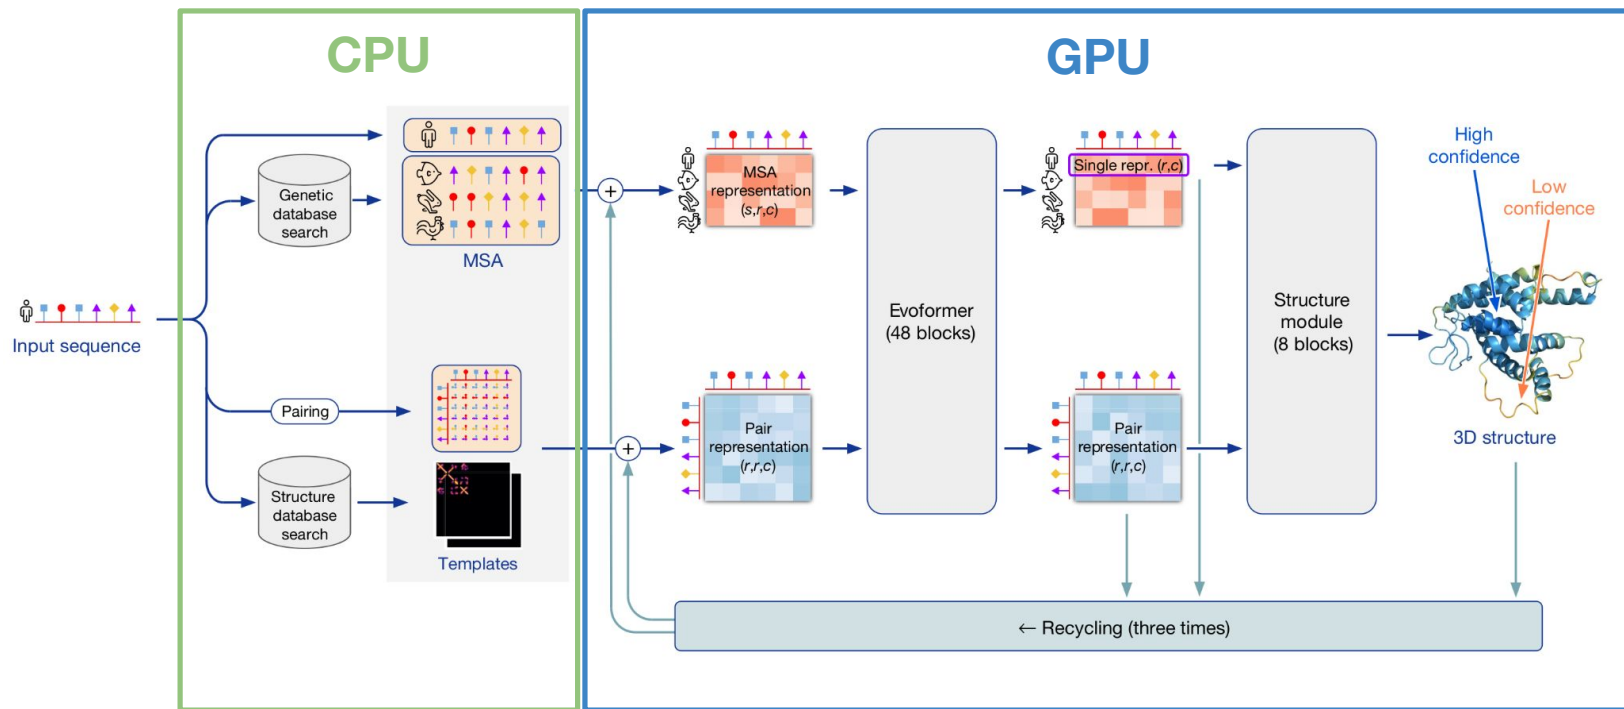 CPU
GPU
Input sequence
Genetic
database
search
MSA
Pairing
Structure
database
search
Templates
MSA
representation
(s,r,c)
Pair
representation
(r,r,c)
Evoformer
(48 blocks)
Single repr. (r,c)
Pair
representation
(r,r,c)
Structure
module
(8 blocks)
High
confidence
Low
confidence
3D structure
← Recycling (three times)